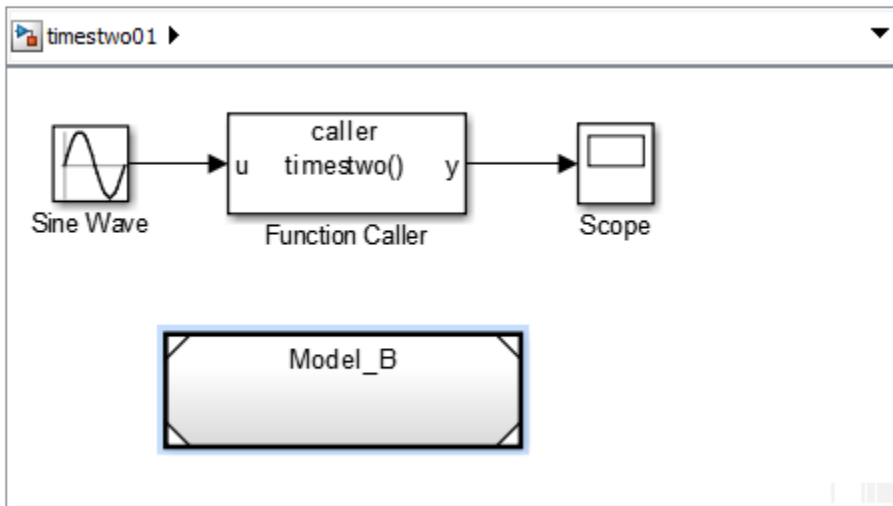 timestwo01
caller
u timestwo() y
Sine Wave
Function Caller
Scope
Model_B